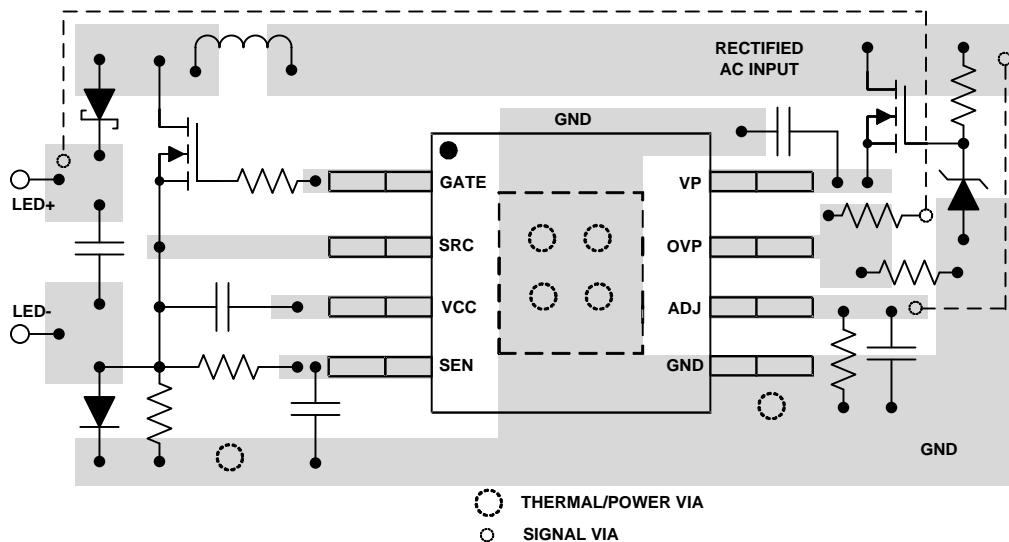 RECTIFIED
AC INPUT
GND
GATE
VP
LED+
SRC
OVP
LED-
VCC
ADJ
SEN
GND
GND
THERMAL/POWER VIA
SIGNAL VIA